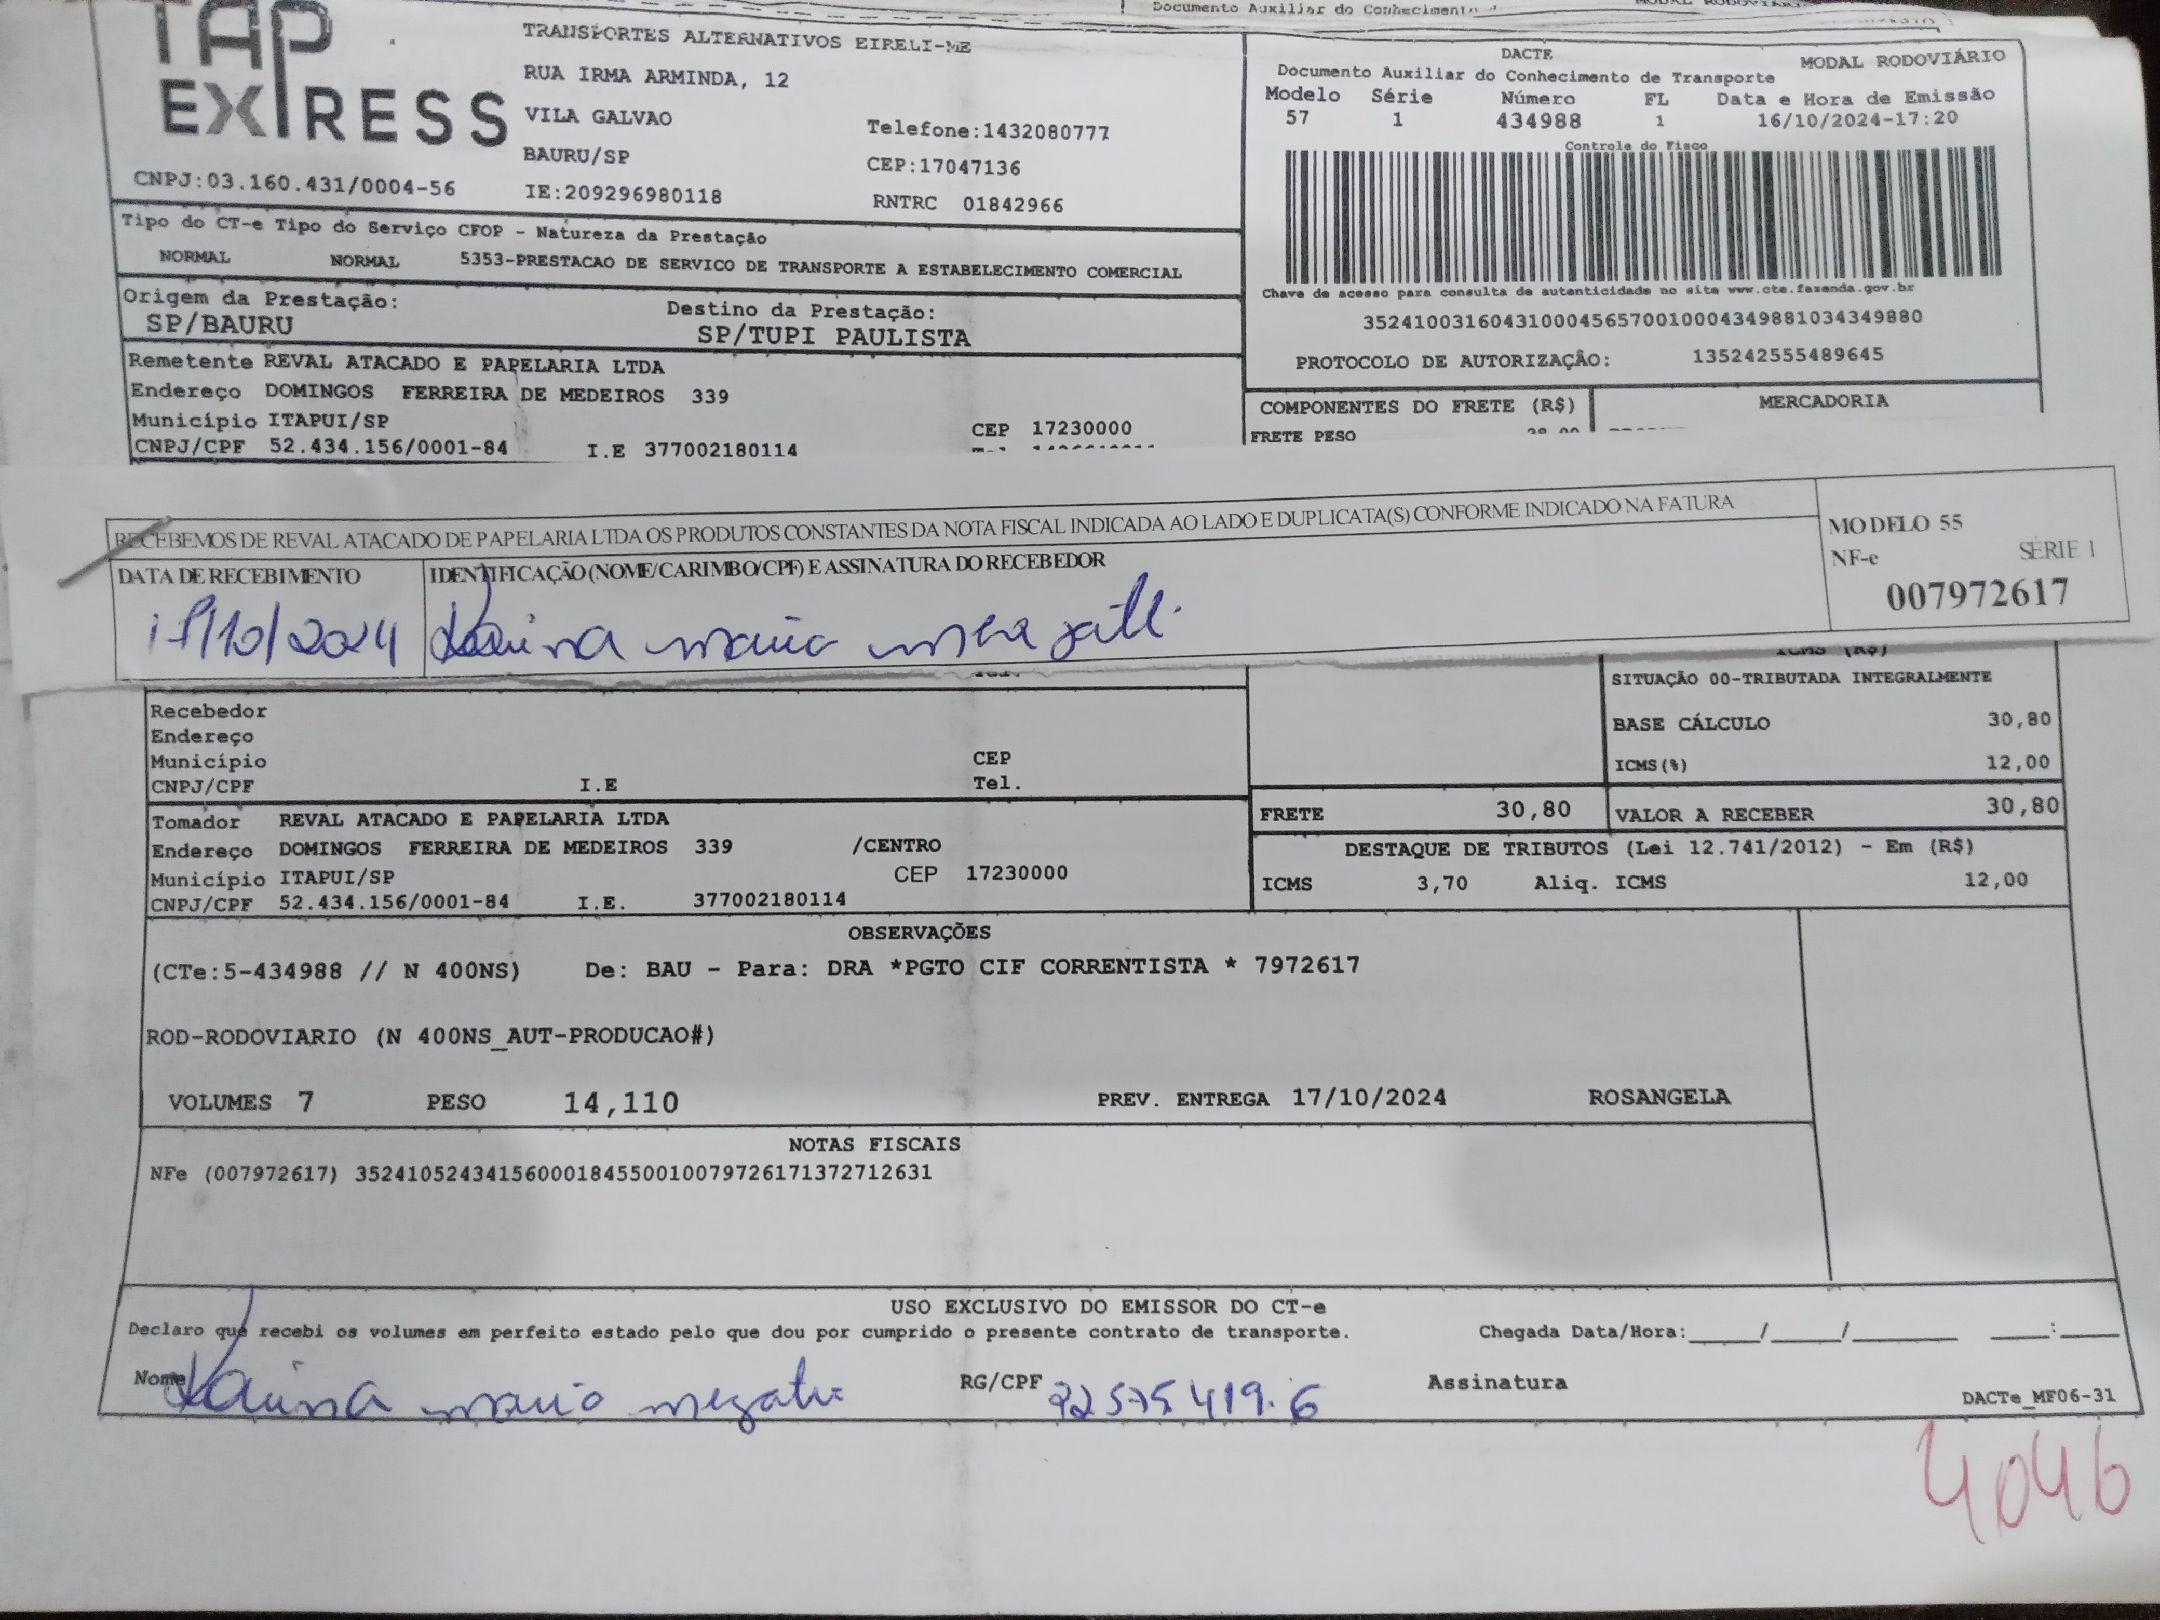 Documento Auxiliar do Conhecimento
TAP EXPRESS
TRANSPORTES ALTERNATIVOS EIRELI-ME
RUA IRMA ARMINDA, 12
VILA GALVAO
Telefone:1432080777
BAURU/SP
CEP:17047136
CNPJ:03.160.431/0004-56
IE:209296980118
RNTRC 01842966
DACTE
MODAL RODOVIÁRIO
Documento Auxiliar do Conhecimento de Transporte
Modelo Série Número FL Data e Hora de Emissão
57 1 434988 1 16/10/2024-17:20
Controle do Fisco
Chave de acesso para consulta de autenticidade no site www.cte.fazenda.gov.br
35241003160431000456570010004349881034349880
PROTOCOLO DE AUTORIZAÇÃO: 135242555489645
Tipo do CT-e Tipo do Serviço CFOP - Natureza da Prestação
NORMAL NORMAL 5353-PRESTACAO DE SERVICO DE TRANSPORTE A ESTABELECIMENTO COMERCIAL
Origem da Prestação: Destino da Prestação:
SP/BAURU SP/TUPI PAULISTA
Remetente REVAL ATACADO E PAPELARIA LTDA
Endereço DOMINGOS FERREIRA DE MEDEIROS 339
Município ITAPUI/SP CEP 17230000
CNPJ/CPF 52.434.156/0001-84 I.E 377002180114
COMPONENTES DO FRETE (R$) MERCADORIA
FRETE PESO
RECEBEMOS DE REVAL ATACADO DE PAPELARIA LTDA OS PRODUTOS CONSTANTES DA NOTA FISCAL INDICADA AO LADO E DUPLICATA(S) CONFORME INDICADO NA FATURA
MODELO 55
NF-e SÉRIE 1
007972617
DATA DE RECEBIMENTO IDENTIFICAÇÃO (NOME/CARIMBO/CPF) E ASSINATURA DO RECEBEDOR
/10/2024
ICMS (R$)
SITUAÇÃO 00-TRIBUTADA INTEGRALMENTE
BASE CÁLCULO 30,80
ICMS(%) 12,00
Recebedor
Endereço
Município CEP
CNPJ/CPF I.E Tel.
FRETE 30,80 VALOR A RECEBER 30,80
Tomador REVAL ATACADO E PAPELARIA LTDA
Endereço DOMINGOS FERREIRA DE MEDEIROS 339 /CENTRO
Município ITAPUI/SP CEP 17230000
CNPJ/CPF 52.434.156/0001-84 I.E. 377002180114
DESTAQUE DE TRIBUTOS (Lei 12.741/2012) - Em (R$)
ICMS 3,70 Aliq. ICMS 12,00
OBSERVAÇÕES
(CTe:5-434988 // N 400NS) De: BAU - Para: DRA *PGTO CIF CORRENTISTA * 7972617
ROD-RODOVIARIO (N 400NS_AUT-PRODUCAO#)
VOLUMES 7 PESO 14,110 PREV. ENTREGA 17/10/2024 ROSANGELA
NOTAS FISCAIS
NFe (007972617) 35241052434156000184550010079726171372712631
USO EXCLUSIVO DO EMISSOR DO CT-e
Declaro que recebi os volumes em perfeito estado pelo que dou por cumprido o presente contrato de transporte. Chegada Data/Hora:____/____/______ ___:____
Nome RG/CPF Assinatura
DACTe_MF06-31
4046